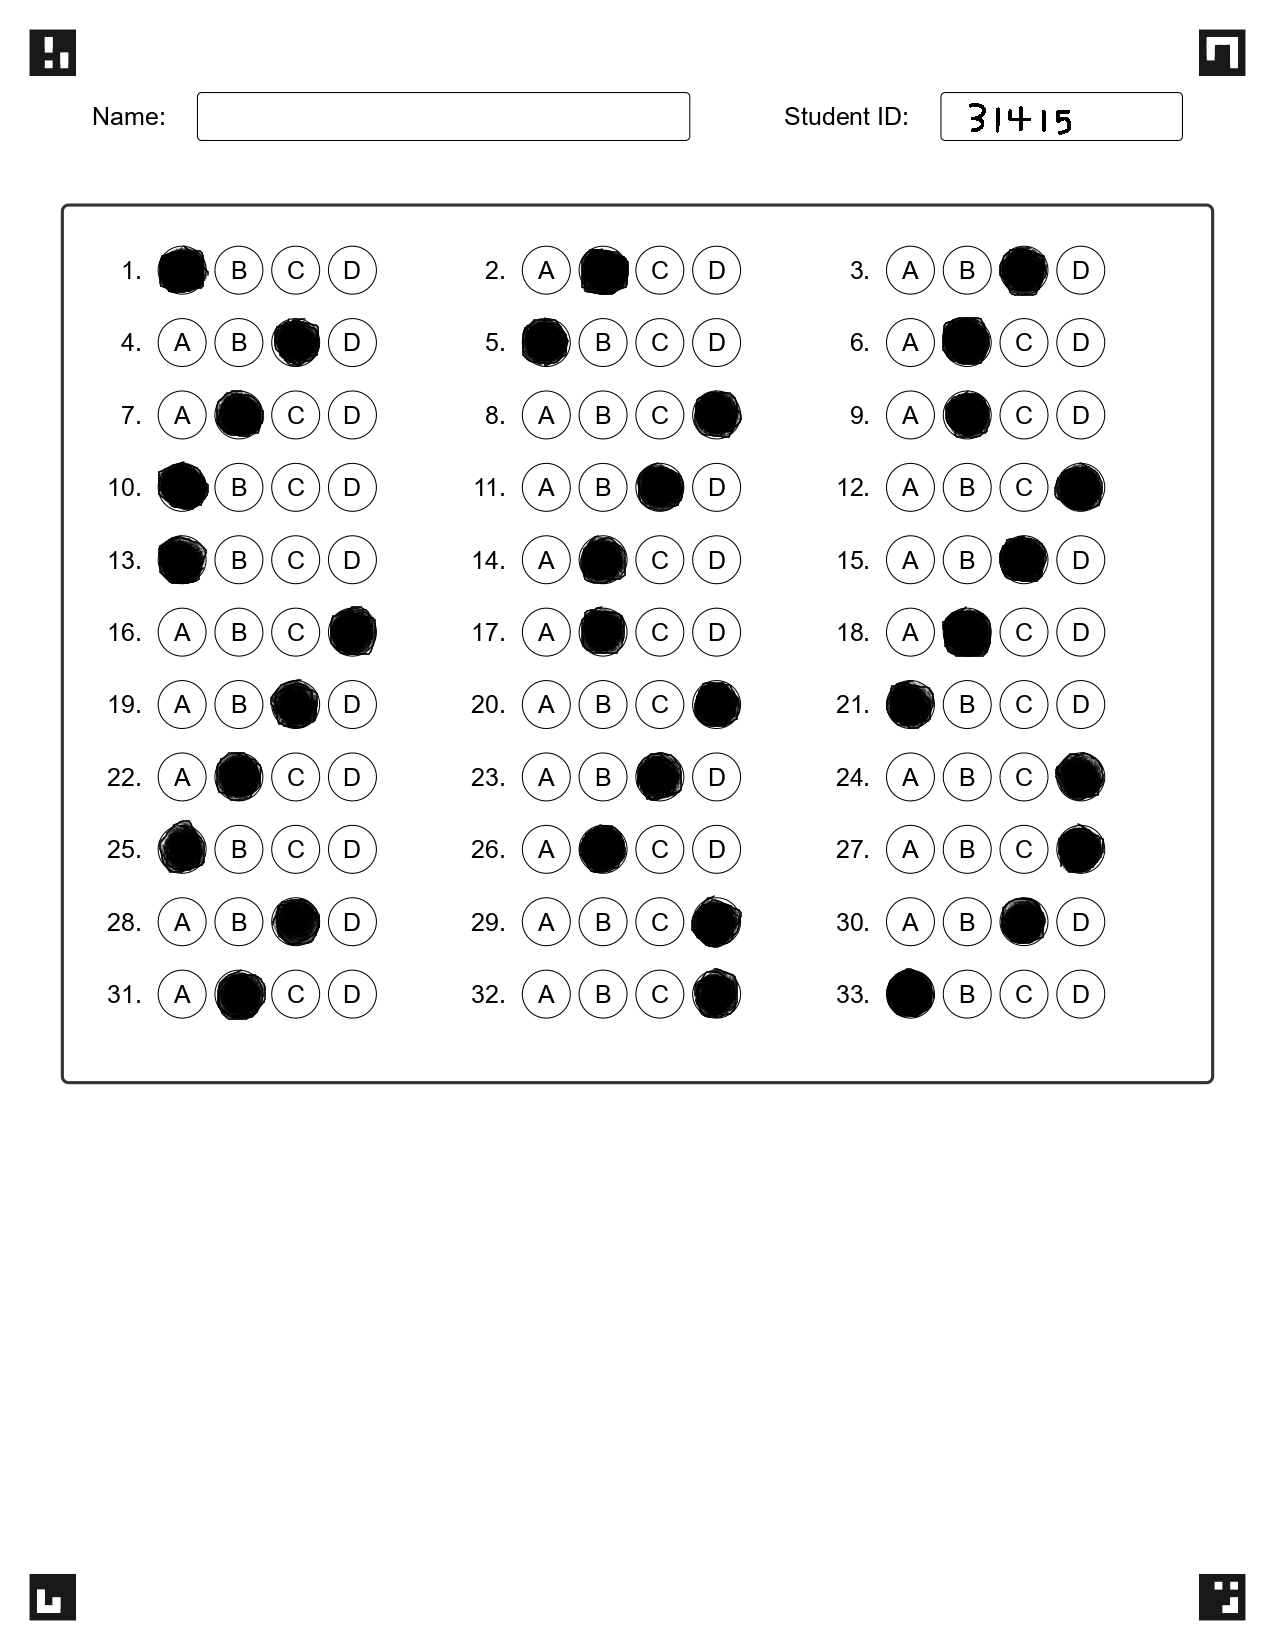 Name: Student ID: 31415
1. B C D 2. A C D 3. A B D
4. A B D 5. B C D 6. A C D
7. A C D 8. A B C 9. A C D
10. B C D 11. A B D 12. A B C
13. B C D 14. A C D 15. A B D
16. A B C 17. A C D 18. A C D
19. A B D 20. A B C 21. B C D
22. A C D 23. A B D 24. A B C
25. B C D 26. A C D 27. A B C
28. A B D 29. A B C 30. A B D
31. A C D 32. A B C 33. B C D